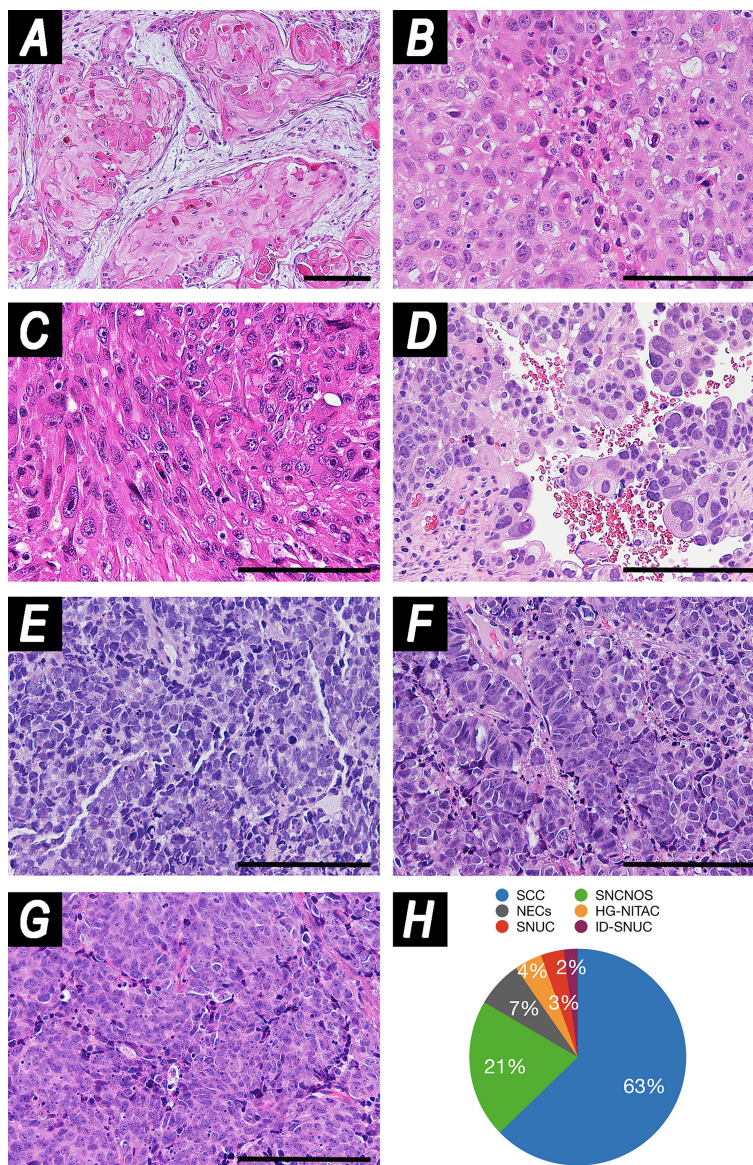 A
B
C
D
E
F
G
H
SCC SNCNOS
NECs HG-NITAC
SNUC ID-SNUC
4% 2%
3%
7%
21%
63%